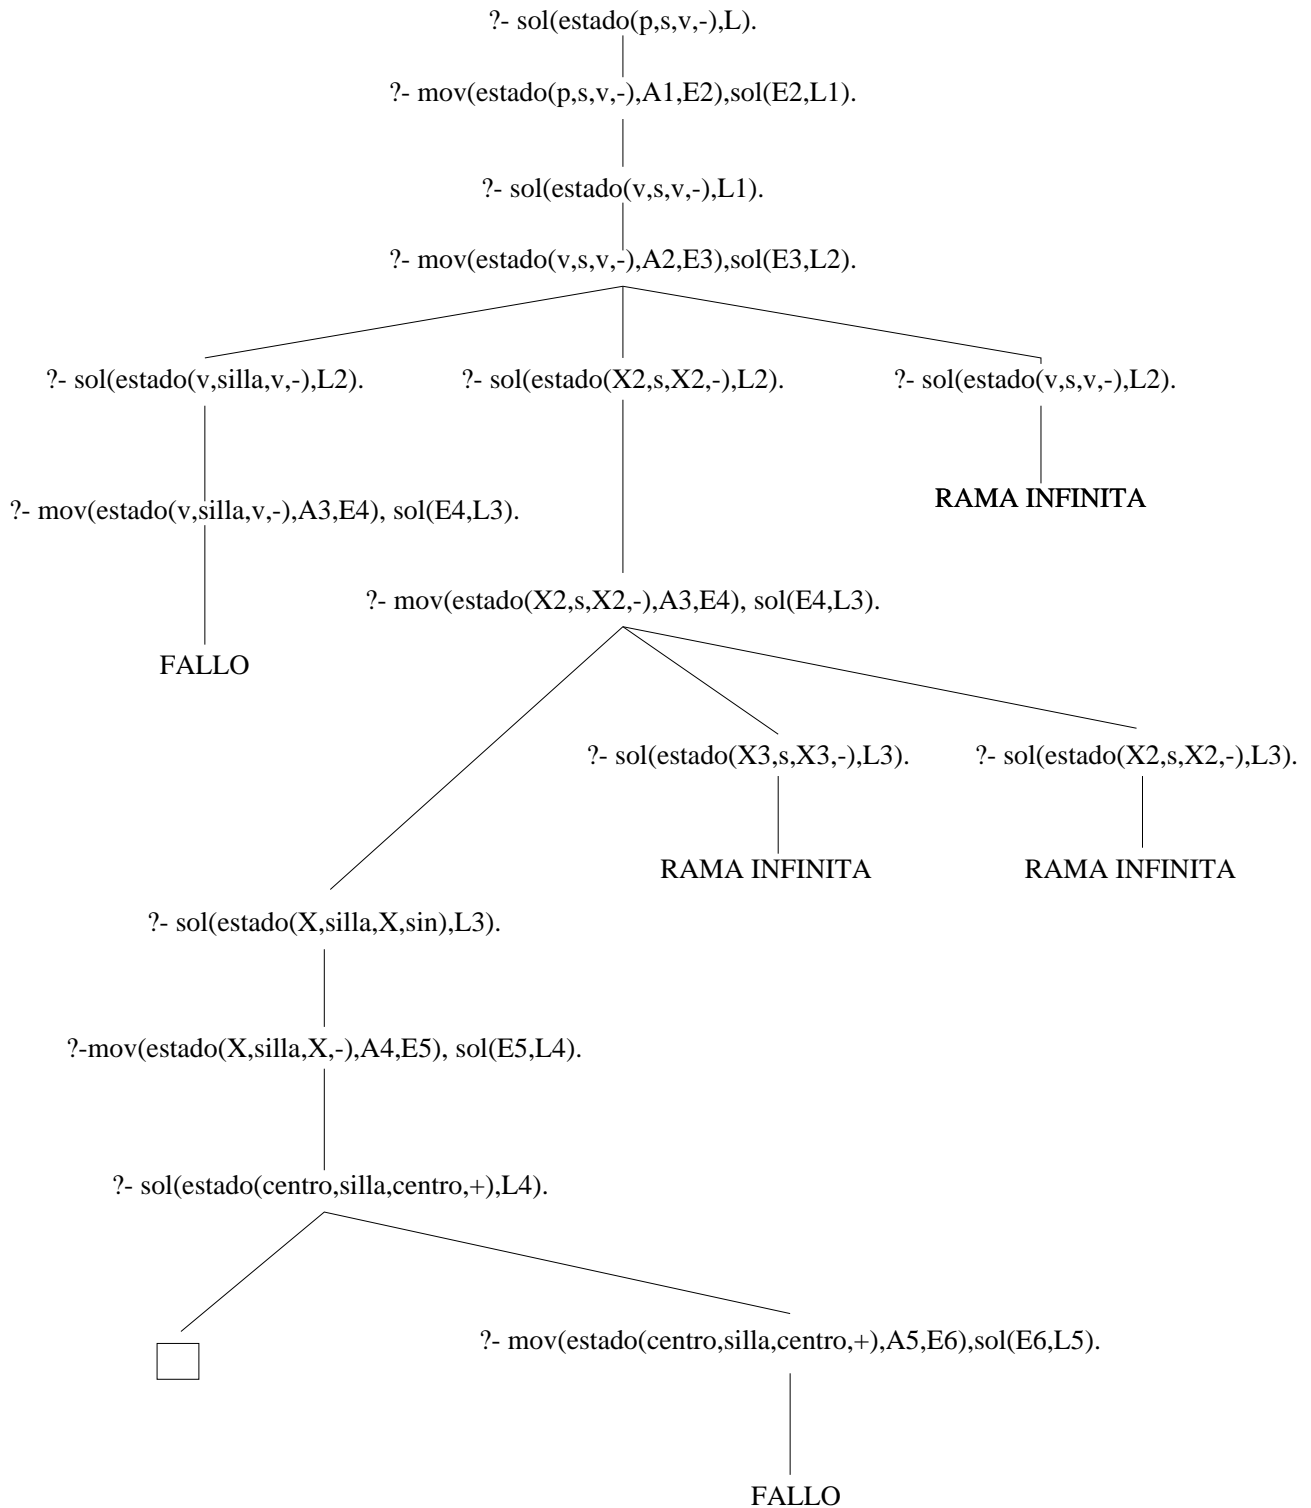 ?- sol(estado(p,s,v,-),L).
?- mov(estado(p,s,v,-),A1,E2),sol(E2,L1).
?- sol(estado(v,s,v,-),L1).
?- mov(estado(v,s,v,-),A2,E3),sol(E3,L2).
?- sol(estado(v,silla,v,-),L2).
?- sol(estado(X2,s,X2,-),L2).
?- sol(estado(v,s,v,-),L2).
?- mov(estado(v,silla,v,-),A3,E4), sol(E4,L3).
RAMA INFINITA
?- mov(estado(X2,s,X2,-),A3,E4), sol(E4,L3).
FALLO
?- sol(estado(X3,s,X3,-),L3).
?- sol(estado(X2,s,X2,-),L3).
RAMA INFINITA
RAMA INFINITA
?- sol(estado(X,silla,X,sin),L3).
?-mov(estado(X,silla,X,-),A4,E5), sol(E5,L4).
?- sol(estado(centro,silla,centro,+),L4).
?- mov(estado(centro,silla,centro,+),A5,E6),sol(E6,L5).
FALLO